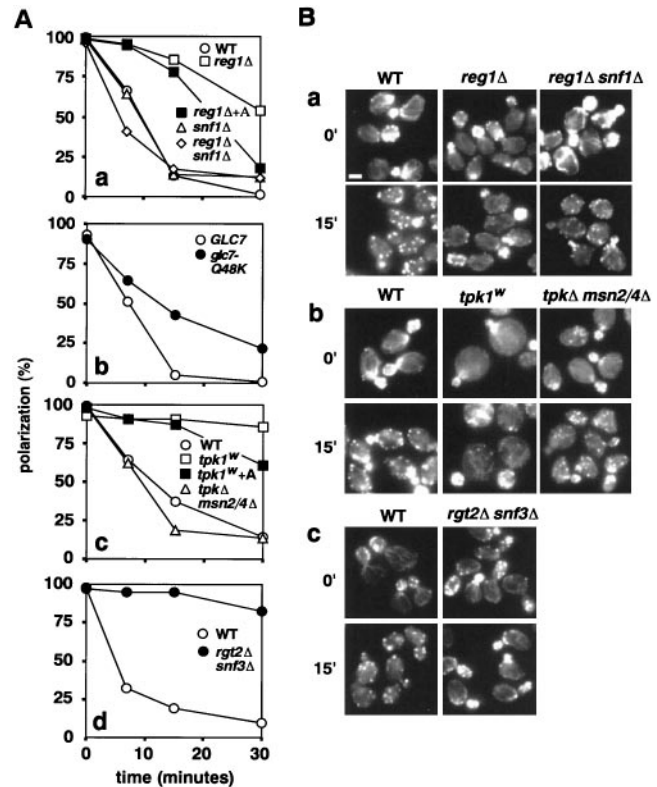 A
polarization (%)
100
75
50
25
0
WT
reg1Δ
reg1Δ+A
snf1Δ
reg1Δ
snf1Δ
a
100
75
50
25
0
GLC7
glc7-
Q48K
b
100
75
50
25
0
WT
tpk1ʷ
tpk1ʷ+A
tpkΔ
msn2/4Δ
c
100
75
50
25
0
WT
rgt2Δ
snf3Δ
d
0 10 20 30
time (minutes)
B
WT reg1Δ reg1Δ snf1Δ
a
0'
15'
WT tpk1ᵂ tpkΔ msn2/4Δ
b
0'
15'
WT rgt2Δ snf3Δ
c
0'
15'